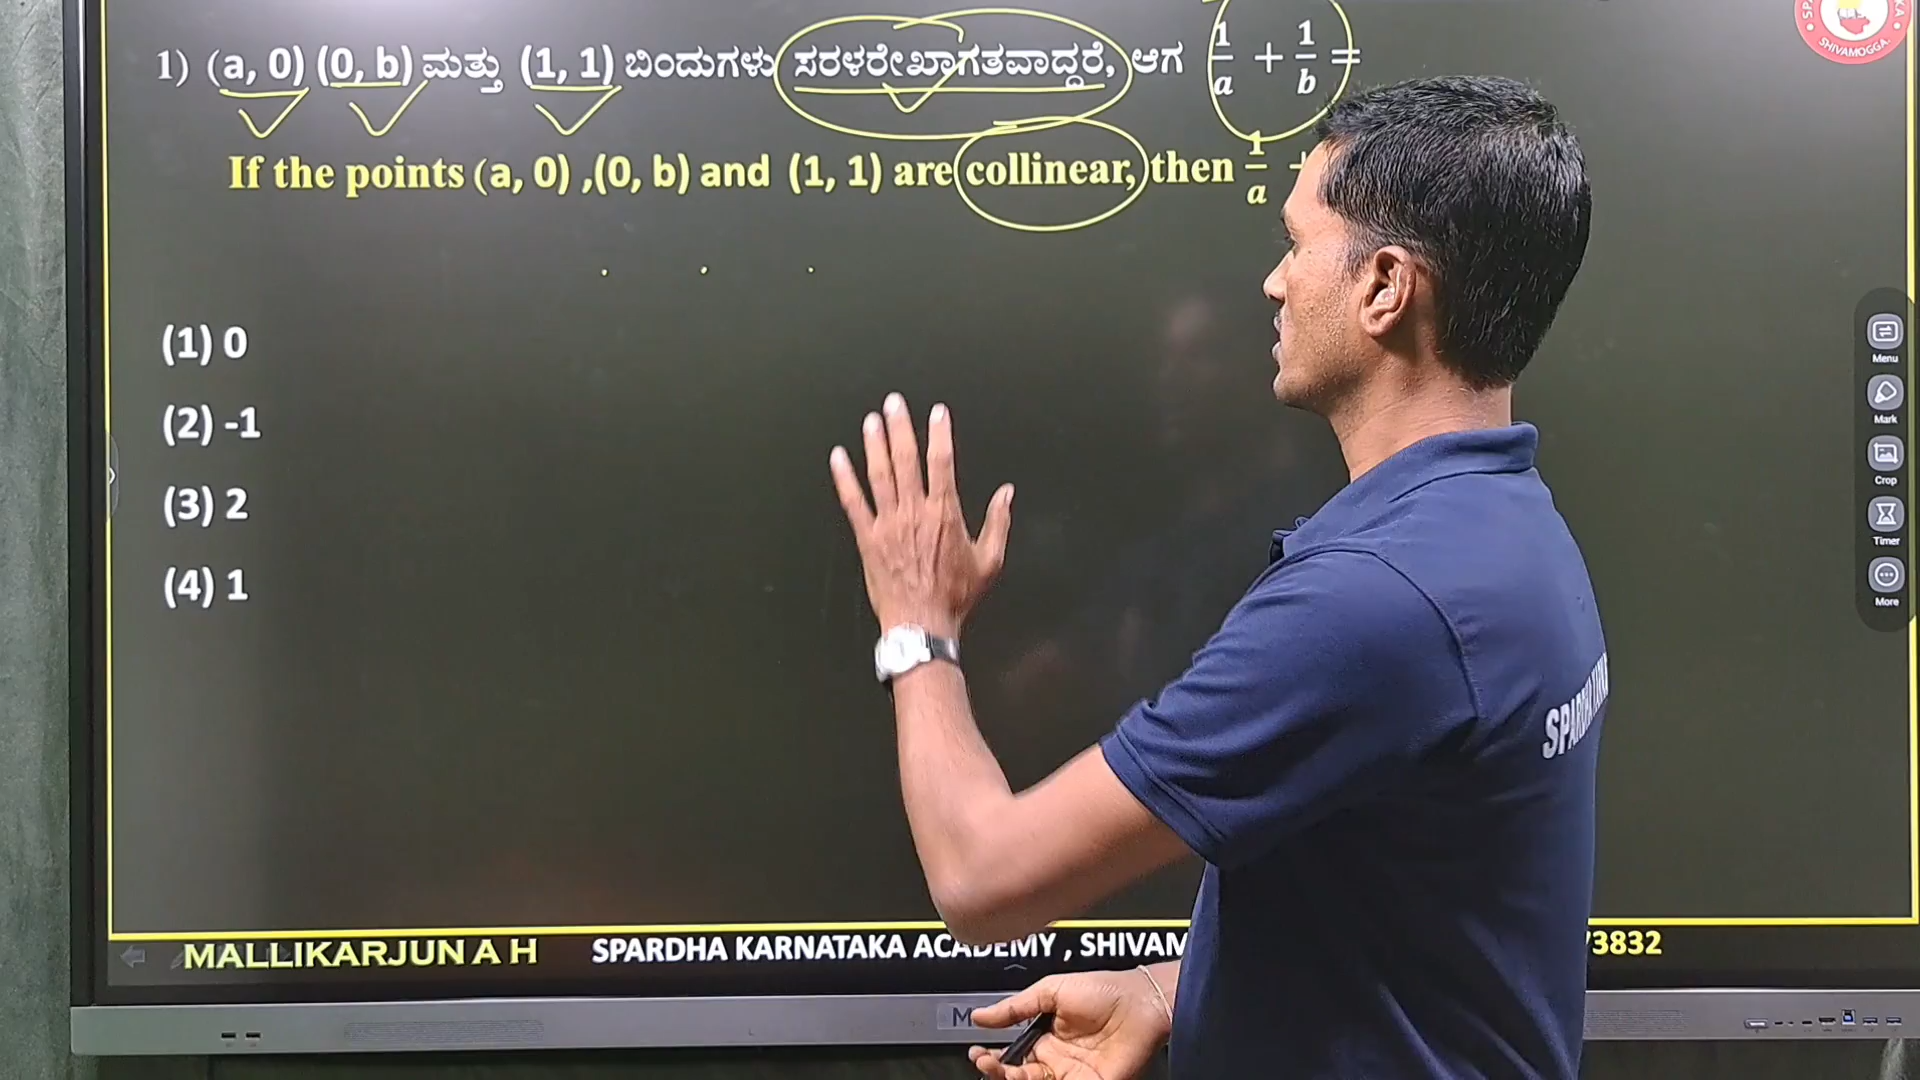 1) (a, 0) (0, b) ಮತ್ತು (1, 1) ಬಿಂದುಗಳು ಸರಳರೇಖಾಗತವಾದ್ದರೆ, ಆಗ 1/a + 1/b =
If the points (a, 0) ,(0, b) and (1, 1) are collinear, then 1/a +
(1) 0
(2) -1
(3) 2
(4) 1
SHIVAMOGGA
Menu
Mark
Crop
Timer
More
MALLIKARJUN A H SPARDHA KARNATAKA ACADEMY , 3832